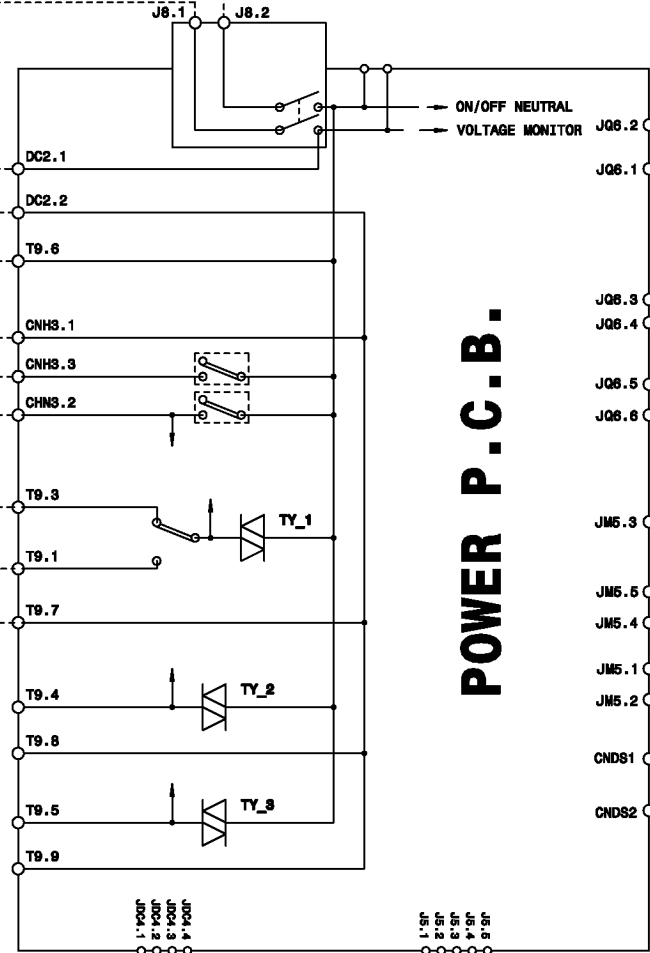 J8.1 J8.2
ON/OFF NEUTRAL
VOLTAGE MONITOR
JQ6.2
DC2.1
JQ6.1
DC2.2
T9.6
JQ6.3
CNH3.1
JQ6.4
CNH3.3
JQ6.5
CHN3.2
JQ6.6
T9.3
TY_1
JM5.3
T9.1
JM5.5
T9.7
JM5.4
JM5.1
T9.4
TY_2
JM5.2
T9.8
CNDS1
T9.5
TY_3
CNDS2
T9.9
POWER P.C.B.
JDC4.1
JDC4.2
JDC4.3
JDC4.4
J5.1
J5.2
J5.3
J5.4
J5.5